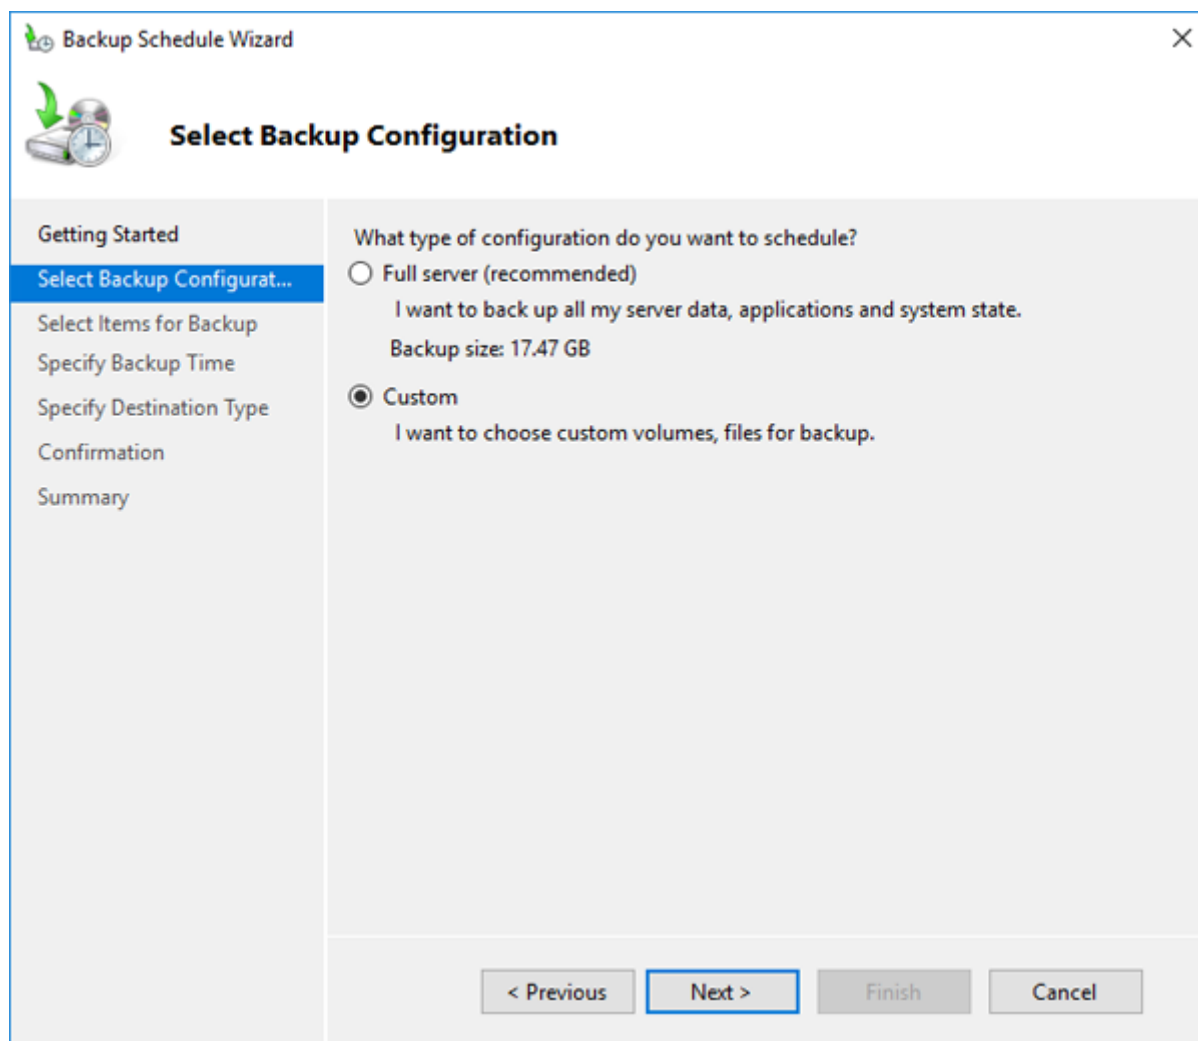 Backup Schedule Wizard
Select Backup Configuration
Getting Started
Select Backup Configurat...
Select Items for Backup
Specify Backup Time
Specify Destination Type
Confirmation
Summary
What type of configuration do you want to schedule?
Full server (recommended)
I want to back up all my server data, applications and system state.
Backup size: 17.47 GB
Custom
I want to choose custom volumes, files for backup.
< Previous
Next >
Finish
Cancel